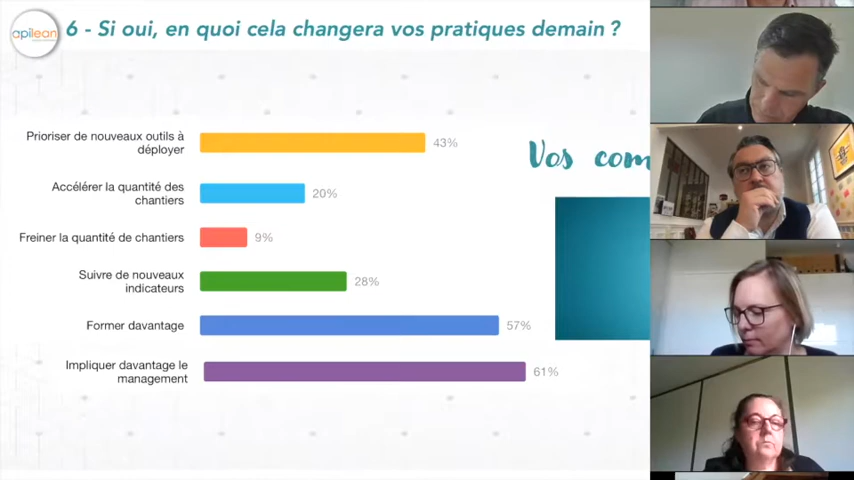 apilean
6 - Si oui, en quoi cela changera vos pratiques demain ?
Prioriser de nouveaux outils à
déployer
43%
Vos com
Accélérer la quantité des
chantiers
20%
Freiner la quantité de chantiers
9%
Suivre de nouveaux
indicateurs
28%
Former davantage
57%
Impliquer davantage le
management
61%